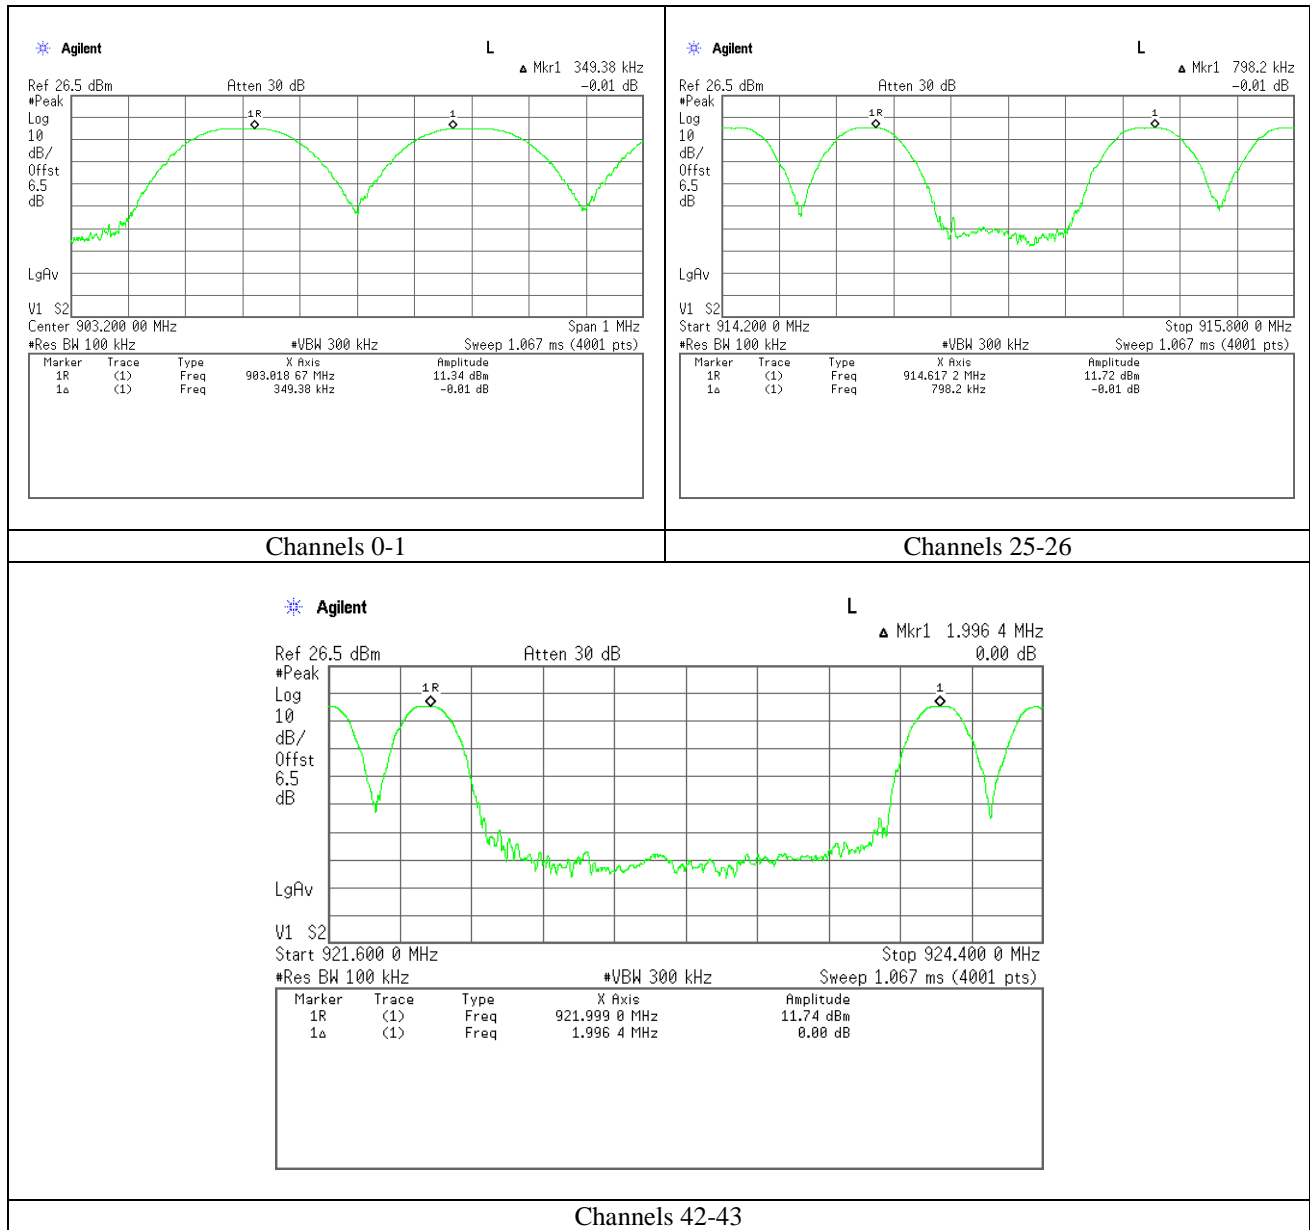 Agilent
L
Δ Mkr1 349.38 kHz
Ref 26.5 dBm Atten 30 dB -0.01 dB
#Peak
Log
10
dB/
Offst
6.5
dB
1R
1
LgAv
V1 S2
Center 903.200 00 MHz Span 1 MHz
#Res BW 100 kHz #VBW 300 kHz Sweep 1.067 ms (4001 pts)
Marker Trace Type X Axis Amplitude
1R (1) Freq 903.018 67 MHz 11.34 dBm
1Δ (1) Freq 349.38 kHz -0.01 dB
Channels 0-1
Agilent
L
Δ Mkr1 798.2 kHz
Ref 26.5 dBm Atten 30 dB -0.01 dB
#Peak
Log
10
dB/
Offst
6.5
dB
1R
1
LgAv
V1 S2
Start 914.200 0 MHz Stop 915.800 0 MHz
#Res BW 100 kHz #VBW 300 kHz Sweep 1.067 ms (4001 pts)
Marker Trace Type X Axis Amplitude
1R (1) Freq 914.617 2 MHz 11.72 dBm
1Δ (1) Freq 798.2 kHz -0.01 dB
Channels 25-26
Agilent
L
Δ Mkr1 1.996 4 MHz
Ref 26.5 dBm Atten 30 dB 0.00 dB
#Peak
Log
10
dB/
Offst
6.5
dB
1R
1
LgAv
V1 S2
Start 921.600 0 MHz Stop 924.400 0 MHz
#Res BW 100 kHz #VBW 300 kHz Sweep 1.067 ms (4001 pts)
Marker Trace Type X Axis Amplitude
1R (1) Freq 921.999 0 MHz 11.74 dBm
1Δ (1) Freq 1.996 4 MHz 0.00 dB
Channels 42-43